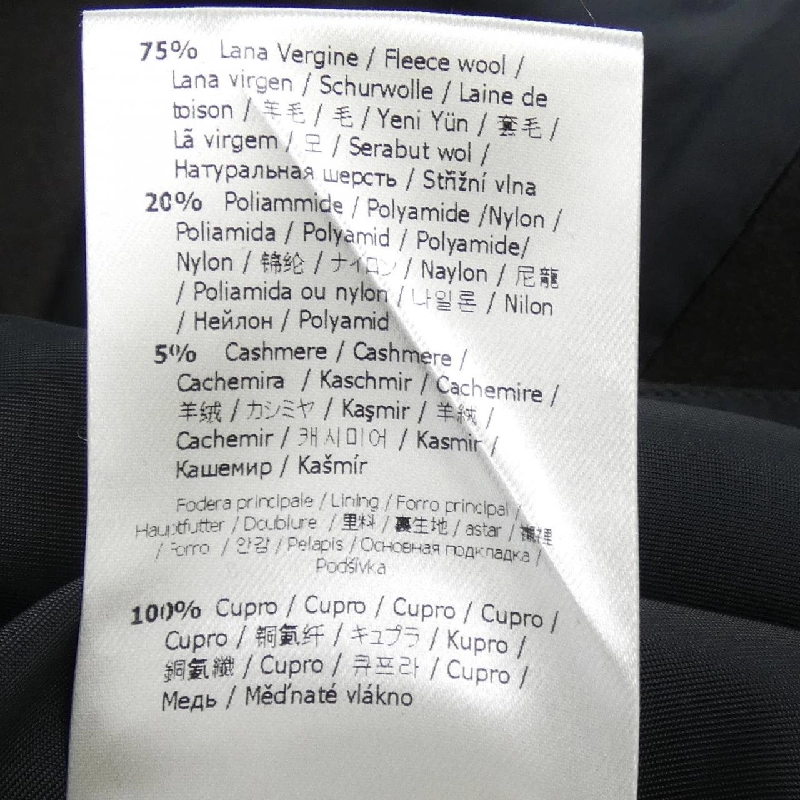 75% Lana Vergine / Fleece wool /
Lana virgen / Schurwolle / Laine de
toison / 羊毛 / 毛 / Yeni Yün / 套毛 /
Lã virgem / 모 / Serabut wol /
Натуральная шерсть / Střižní vlna
20% Poliammide / Polyamide /Nylon /
Poliamida / Polyamid / Polyamide/
Nylon / 锦纶 / ナイロン / Naylon / 尼龍
/ Poliamida ou nylon / 나일론 / Nilon
/ Нейлон / Polyamid
5% Cashmere / Cashmere /
Cachemira / Kaschmir / Cachemire /
羊绒 / カシミヤ / Kaşmir / 羊絨 /
Cachemir / 캐시미어 / Kasmir /
Кашемир / Kašmír
Fodera principale / Lining / Forro principal /
Hauptfutter / Doublure / 里料 / 裏生地 / astar / 襯裡
/ Forro / 안감 / Pelapis / Основная подкладка /
Podšívka
100% Cupro / Cupro / Cupro / Cupro /
Cupro / 铜氨纤 / キュプラ / Kupro /
銅氨纖 / Cupro / 큐프라 / Cupro /
Медь / Měďnaté vlákno